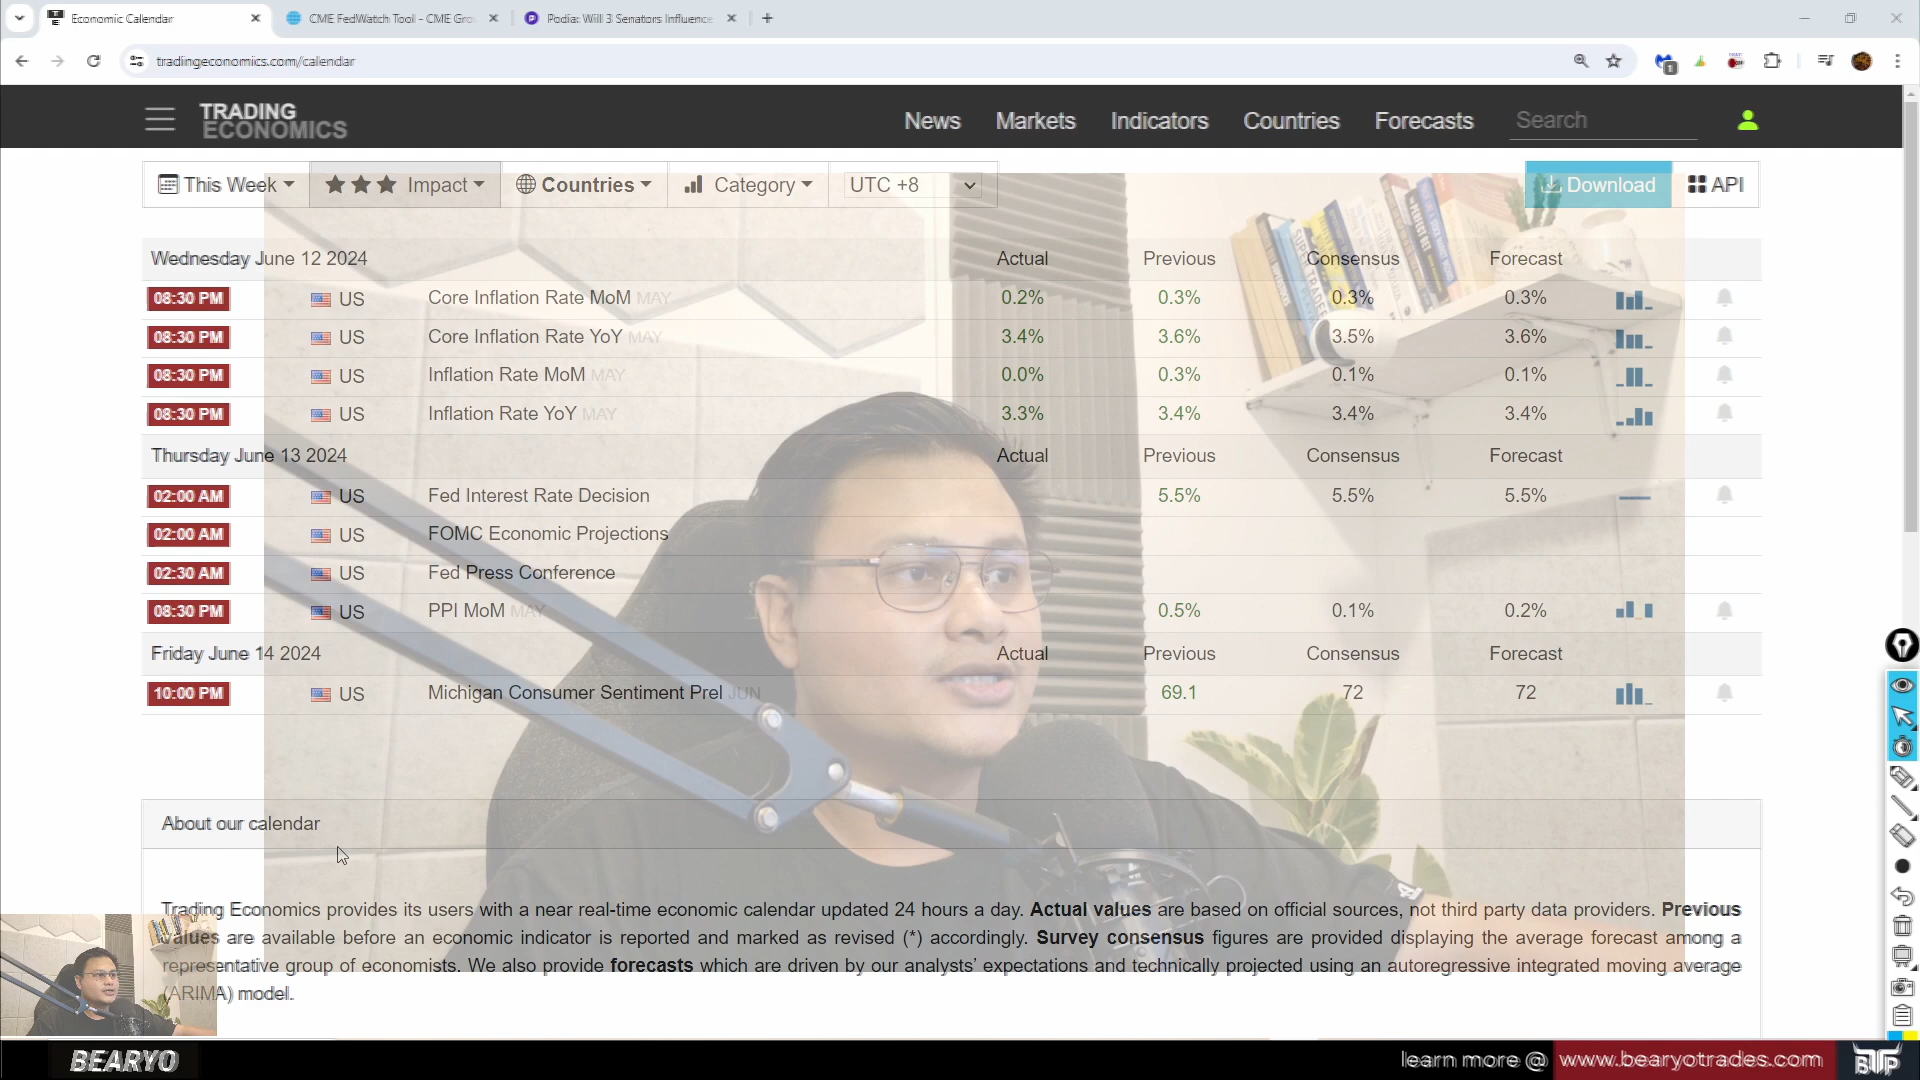 Economic Calendar
CME FedWatch Tool - CME Gro
Podia: Will 3 Senators Influence
tradingeconomics.com/calendar
TRADING
ECONOMICS
News Markets Indicators Countries Forecasts Search
This Week Impact Countries Category UTC +8 Download API
Wednesday June 12 2024 Actual Previous Consensus Forecast
08:30 PM US Core Inflation Rate MoM MAY 0.2% 0.3% 0.3% 0.3%
08:30 PM US Core Inflation Rate YoY MAY 3.4% 3.6% 3.5% 3.6%
08:30 PM US Inflation Rate MoM MAY 0.0% 0.3% 0.1% 0.1%
08:30 PM US Inflation Rate YoY MAY 3.3% 3.4% 3.4% 3.4%
Thursday June 13 2024 Actual Previous Consensus Forecast
02:00 AM US Fed Interest Rate Decision 5.5% 5.5% 5.5%
02:00 AM US FOMC Economic Projections
02:30 AM US Fed Press Conference
08:30 PM US PPI MoM MAY 0.5% 0.1% 0.2%
Friday June 14 2024 Actual Previous Consensus Forecast
10:00 PM US Michigan Consumer Sentiment Prel JUN 69.1 72 72
About our calendar
Trading Economics provides its users with a near real-time economic calendar updated 24 hours a day. Actual values are based on official sources, not third party data providers. Previous
values are available before an economic indicator is reported and marked as revised (*) accordingly. Survey consensus figures are provided displaying the average forecast among a
representative group of economists. We also provide forecasts which are driven by our analysts' expectations and technically projected using an autoregressive integrated moving average
(ARIMA) model.
BEARYO
learn more @ www.bearyotrades.com
BTP